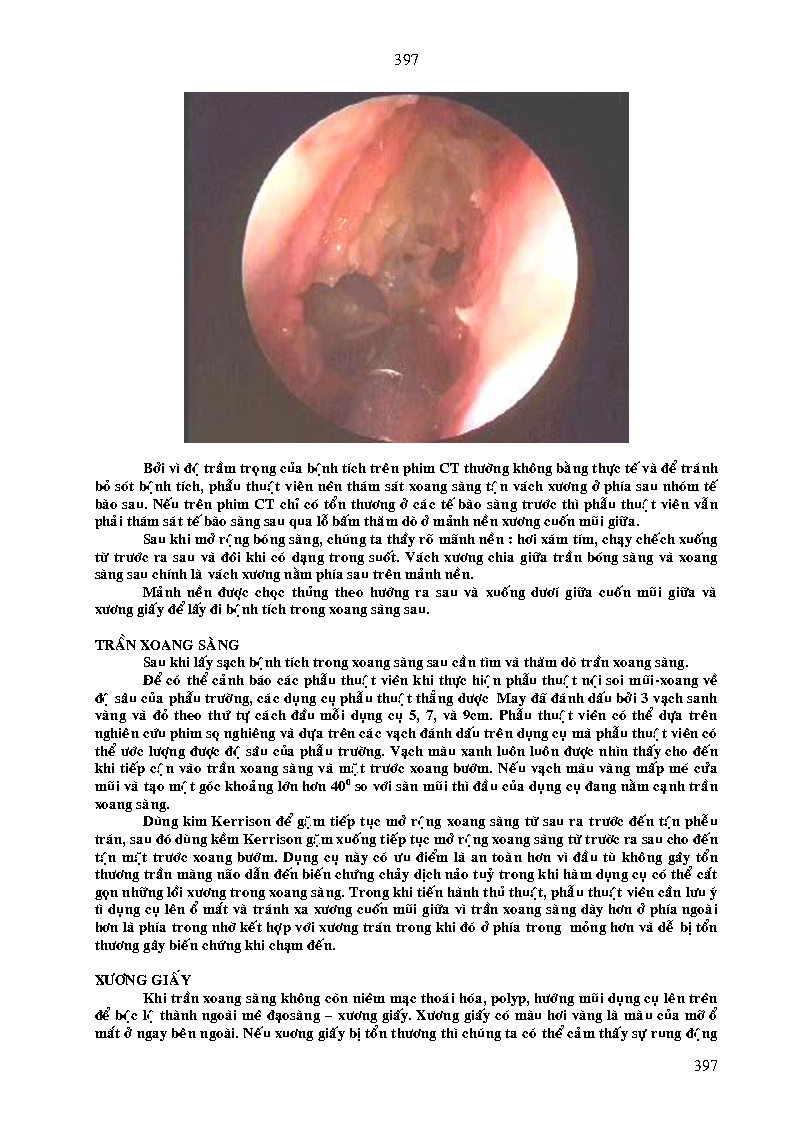 397
Bởi vì độ trầm trọng của bệnh tích trên phim CT thường không bằng thực tế và để tránh
bỏ sót bệnh tích, phẫu thuật viên nên thám sát xoang sàng tận vách xương ở phía sau nhóm tế
bào sau. Nếu trên phim CT chỉ có tổn thương ở các tế bào sàng trước thì phẫu thuật viên vẫn
phải thám sát tế bào sàng sau qua lỗ bấm thăm dò ở mảnh nền xương cuốn mũi giữa.
Sau khi mở rộng bóng sàng, chúng ta thấy rõ mãnh nền : hơi xám tím, chạy chếch xuống
từ trước ra sau và đôi khi có dạng trong suốt. Vách xương chia giữa trần bóng sàng và xoang
sàng sau chính là vách xương nằm phía sau trên mảnh nền.
Mảnh nền được chọc thủng theo hướng ra sau và xuống dươí giữa cuốn mũi giữa và
xương giấy để lấy đi bệnh tích trong xoang sàng sau.
TRẦN XOANG SÀNG
Sau khi lấy sạch bệnh tích trong xoang sàng sau cần tìm và thăm dò trần xoang sàng.
Để có thể cảnh báo các phẫu thuật viên khi thực hiện phẫu thuật nội soi mũi-xoang về
độ sâu của phẫu trường, các dụng cụ phẫu thuật thẳng dược May đã đánh dấu bởi 3 vạch sanh
vàng và đỏ theo thứ tự cách đầu mỗi dụng cụ 5, 7, và 9cm. Phẫu thuật viên có thể dựa trên
nghiên cứu phim sọ nghiêng và dựa trên các vạch đánh dấu trên dụng cụ mà phẫu thuật viên có
thể ước lượng được độ sâu của phẫu trường. Vạch màu xanh luôn luôn được nhìn thấy cho đến
khi tiếp cận vào trần xoang sàng và mặt trước xoang bướm. Nếu vạch màu vàng mấp mé cửa
mũi và tạo một góc khoảng lớn hơn 40⁰ so với sàn mũi thì đầu của dụng cụ đang nằm cạnh trần
xoang sàng.
Dùng kim Kerrison để gặm tiếp tục mở rộng xoang sàng từ sau ra trước đến tận phễu
trán, sau đó dùng kềm Kerrison gặm xuống tiếp tục mở rộng xoang sàng từ trước ra sau cho đến
tận mặt trước xoang bướm. Dụng cụ này có ưu điểm là an toàn hơn vì đầu tù không gây tổn
thương trần màng não dẫn đến biến chứng chảy dịch nảo tuỷ trong khi hàm dụng cụ có thể cắt
gọn những lồi xương trong xoang sàng. Trong khi tiến hành thủ thuật, phẫu thuật viên cần lưu ý
tì dụng cụ lên ổ mắt và tránh xa xương cuốn mũi giữa vì trần xoang sàng dày hơn ở phía ngoài
hơn là phía trong nhờ kết hợp với xương trán trong khi đó ở phía trong mỏng hơn và dễ bị tổn
thương gây biến chứng khi chạm đến.
XƯƠNG GIẤY
Khi trần xoang sàng không còn niêm mạc thoái hóa, polyp, hướng mũi dụng cụ lên trên
để bộc lộ thành ngoài mê đạosàng – xương giấy. Xương giấy có màu hơi vàng là màu của mỡ ổ
mắt ở ngay bên ngoài. Nếu xuơng giấy bị tổn thương thì chúng ta có thể cảm thấy sự rung động
397